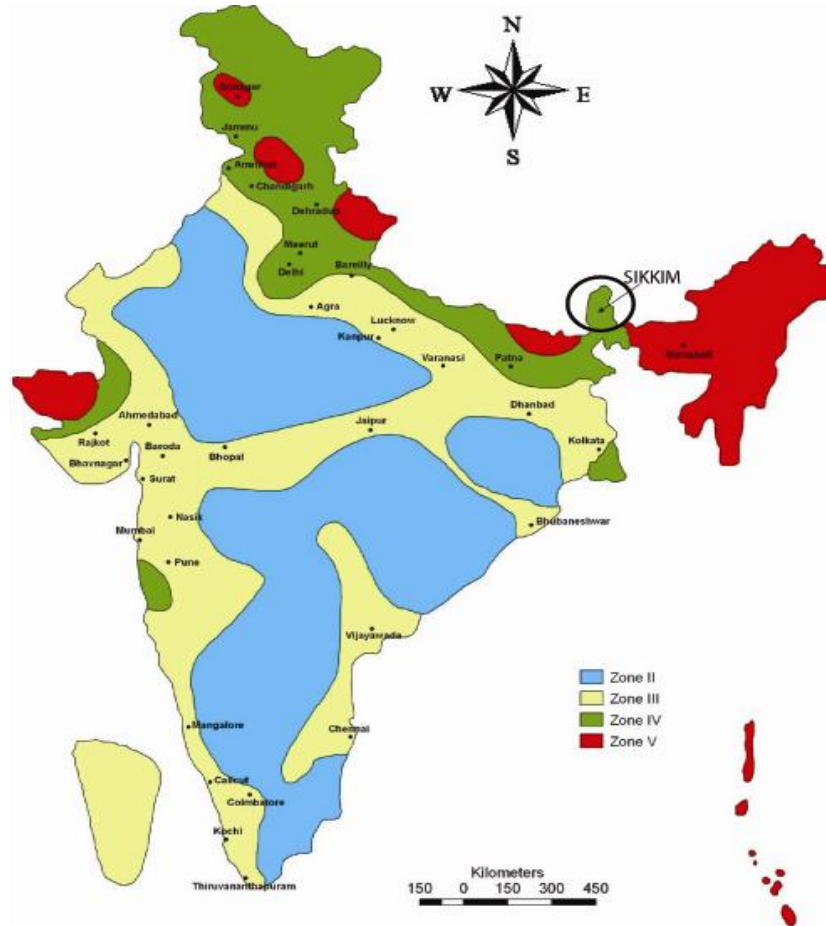 N
W
E
S
Srinagar
Jammu
Amritsar
Chandigarh
Dehradun
Meerut
Delhi
Bareilly
SIKKIM
Agra
Lucknow
Kanpur
Varanasi
Patna
Guwahati
Dhanbad
Ahmedabad
Jaipur
Rajkot
Baroda
Bhopal
Kolkata
Bhavnagar
Surat
Nasik
Bhubaneshwar
Mumbai
Pune
Vijayawada
Zone II
Zone III
Zone IV
Zone V
Mangalore
Chennai
Calicut
Coimbatore
Kochi
Thiruvananthapuram
Kilometers
150 0 150 300 450